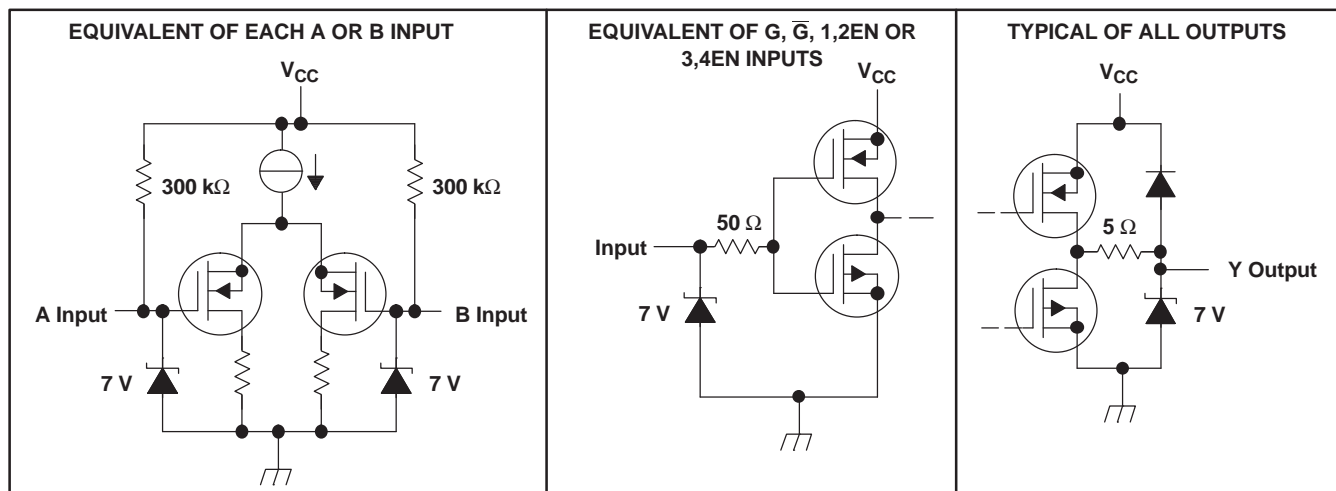 EQUIVALENT OF EACH A OR B INPUT
VCC
300 kΩ
300 kΩ
A Input
B Input
7 V
7 V
EQUIVALENT OF G, G̅, 1,2EN OR
3,4EN INPUTS
VCC
50 Ω
Input
7 V
TYPICAL OF ALL OUTPUTS
VCC
5 Ω
Y Output
7 V